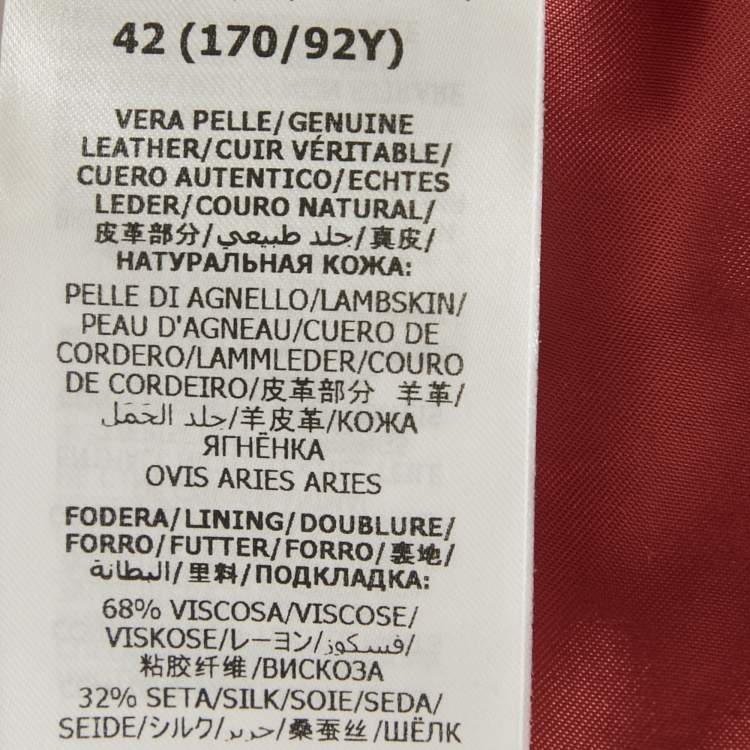 42 (170/92Y)
VERA PELLE/GENUINE
LEATHER/CUIR VÉRITABLE/
CUERO AUTENTICO/ECHTES
LEDER/COURO NATURAL/
皮革部分/جلد طبيعي/真皮/
НАТУРАЛЬНАЯ КОЖА:
PELLE DI AGNELLO/LAMBSKIN/
PEAU D'AGNEAU/CUERO DE
CORDERO/LAMMLEDER/COURO
DE CORDEIRO/皮革部分 羊革/
جلد الحَمَل/羊皮革/КОЖА
ЯГНЁНКА
OVIS ARIES ARIES
FODERA/LINING/DOUBLURE/
FORRO/FUTTER/FORRO/裏地/
البطانة/里料/ПОДКЛАДКА:
68% VISCOSA/VISCOSE/
VISKOSE/レーヨン/فسكوز/
粘胶纤维/ВИСКОЗА
32% SETA/SILK/SOIE/SEDA/
SEIDE/シルク/حرير/桑蚕丝/ШЁЛК